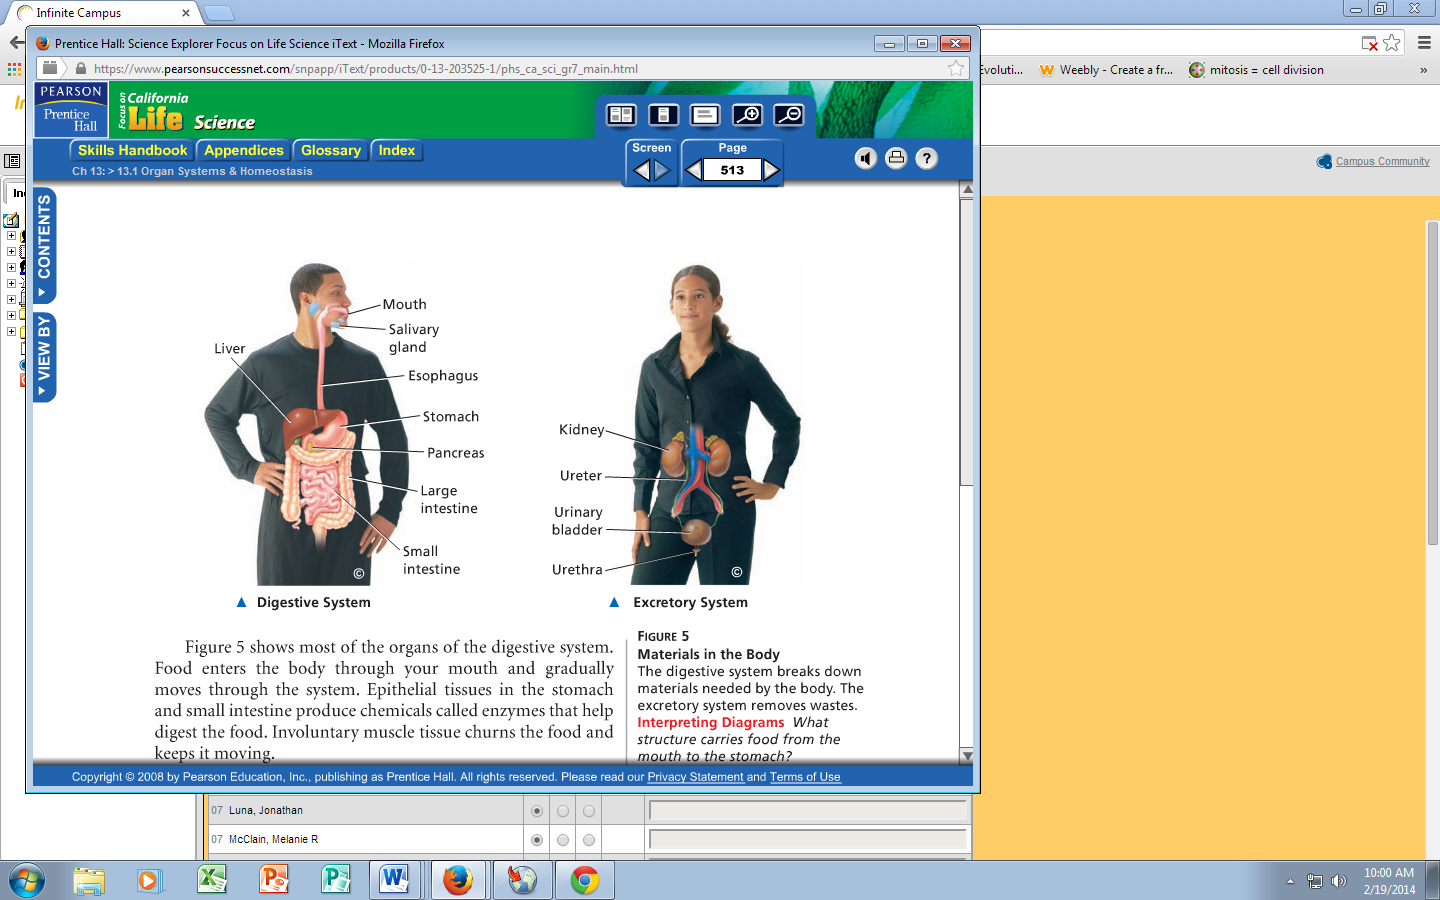 Infinite Campus
Prentice Hall: Science Explorer Focus on Life Science iText - Mozilla Firefox
https://www.pearsonsuccessnet.com/snpapp/iText/products/0-13-203525-1/phs_ca_sci_gr7_main.html
Weebly - Create a fr...
mitosis = cell division
»
PEARSON
Prentice
Hall
Focus on
California
Life Science
Skills Handbook
Appendices
Glossary
Index
Screen
Page
513
?
Ch 13: > 13.1 Organ Systems & Homeostasis
Campus Community
CONTENTS
VIEW BY
Mouth
Salivary
gland
Liver
Esophagus
Stomach
Pancreas
Large
intestine
Small
intestine
©
Kidney
Ureter
Urinary
bladder
Urethra
©
Digestive System
Excretory System
Figure 5 shows most of the organs of the digestive system.
Food enters the body through your mouth and gradually
moves through the system. Epithelial tissues in the stomach
and small intestine produce chemicals called enzymes that help
digest the food. Involuntary muscle tissue churns the food and
keeps it moving.
FIGURE 5
Materials in the Body
The digestive system breaks down
materials needed by the body. The
excretory system removes wastes.
Interpreting Diagrams What
structure carries food from the
mouth to the stomach?
Copyright © 2008 by Pearson Education, Inc., publishing as Prentice Hall. All rights reserved. Please read our Privacy Statement and Terms of Use
07 Luna, Jonathan
07 McClain, Melanie R
10:00 AM
2/19/2014